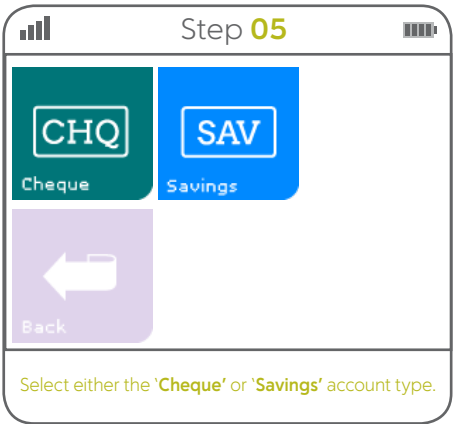 Step 05
CHQ
Cheque
SAV
Savings
Back
Select either the ‘Cheque’ or ‘Savings’ account type.